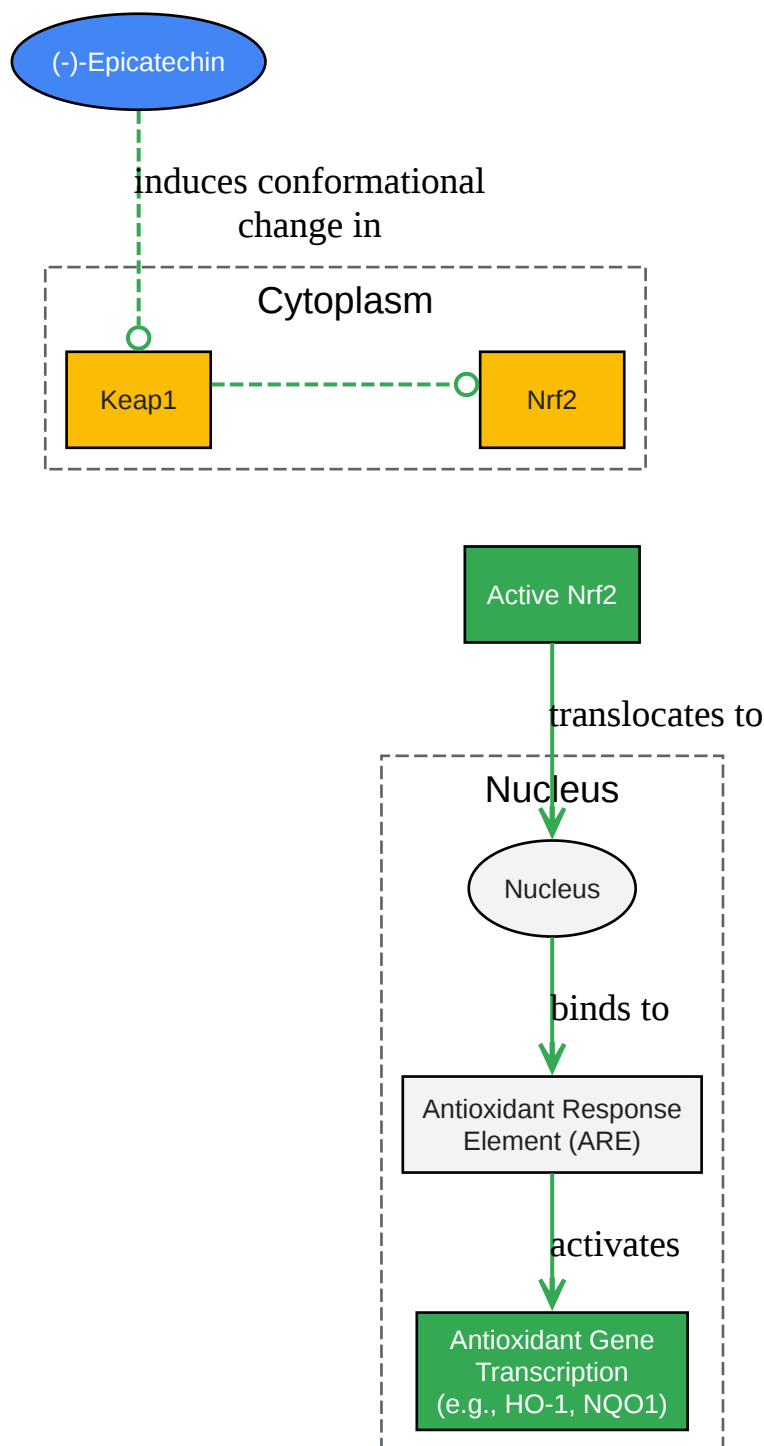 (-)-Epicatechin
induces conformational
change in
Cytoplasm
Keap1
Nrf2
Active Nrf2
translocates to
Nucleus
Nucleus
binds to
Antioxidant Response
Element (ARE)
activates
Antioxidant Gene
Transcription
(e.g., HO-1, NQO1)